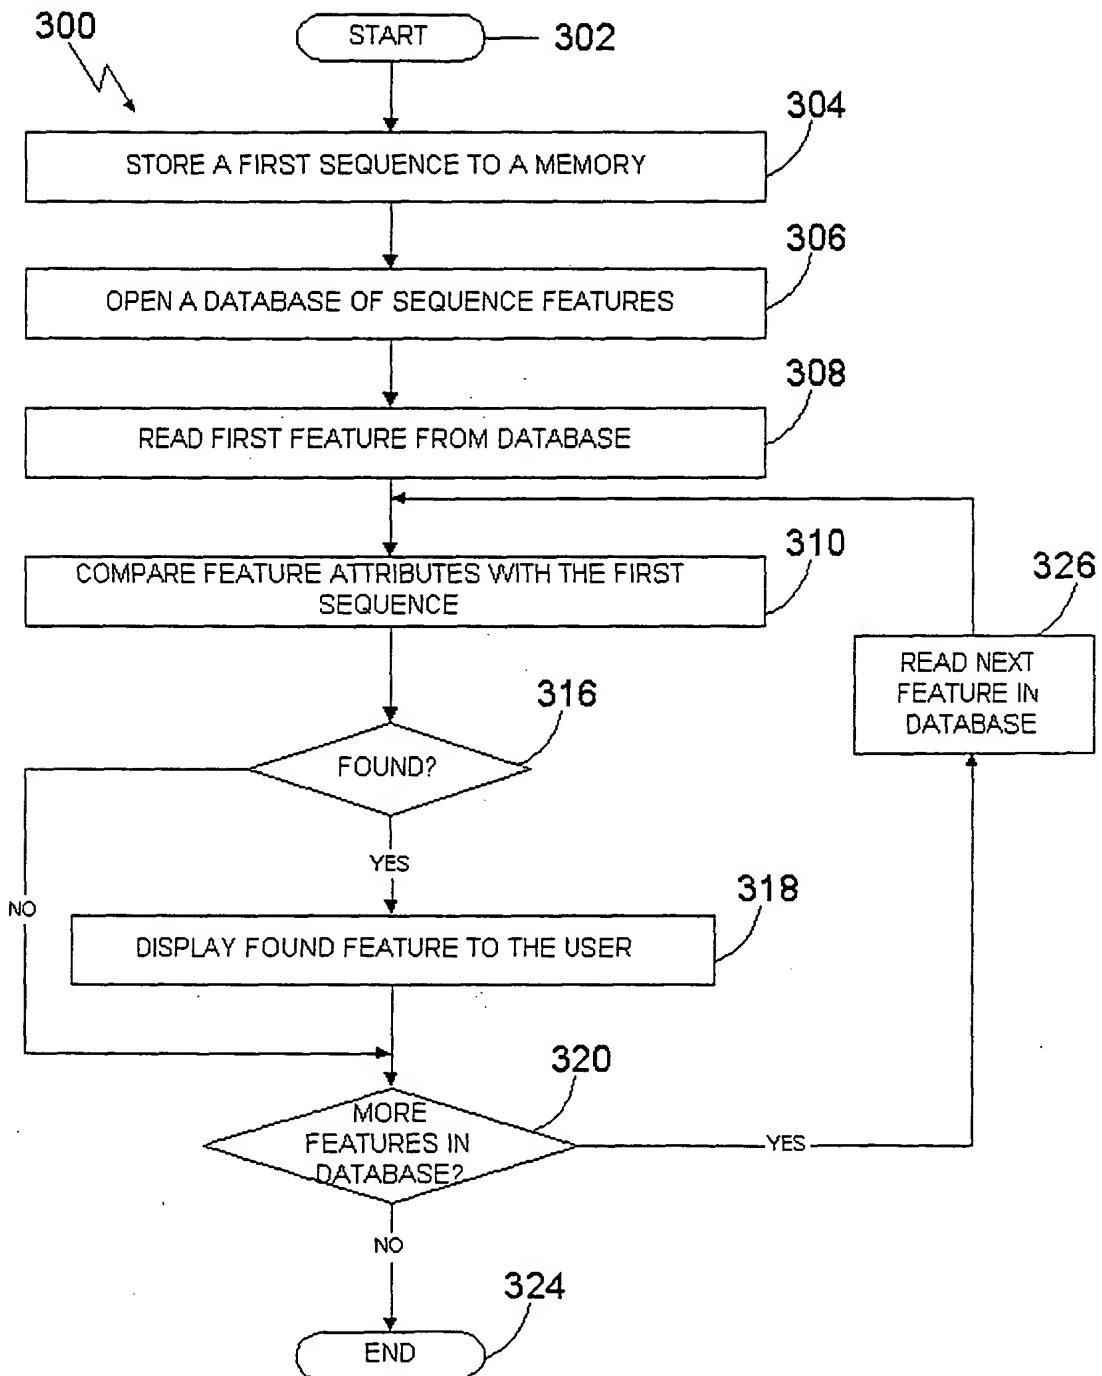 300
START
302
304
STORE A FIRST SEQUENCE TO A MEMORY
306
OPEN A DATABASE OF SEQUENCE FEATURES
308
READ FIRST FEATURE FROM DATABASE
310
COMPARE FEATURE ATTRIBUTES WITH THE FIRST
SEQUENCE
326
READ NEXT
FEATURE IN
DATABASE
316
FOUND?
YES
NO
318
DISPLAY FOUND FEATURE TO THE USER
320
MORE
FEATURES IN
DATABASE?
YES
NO
324
END